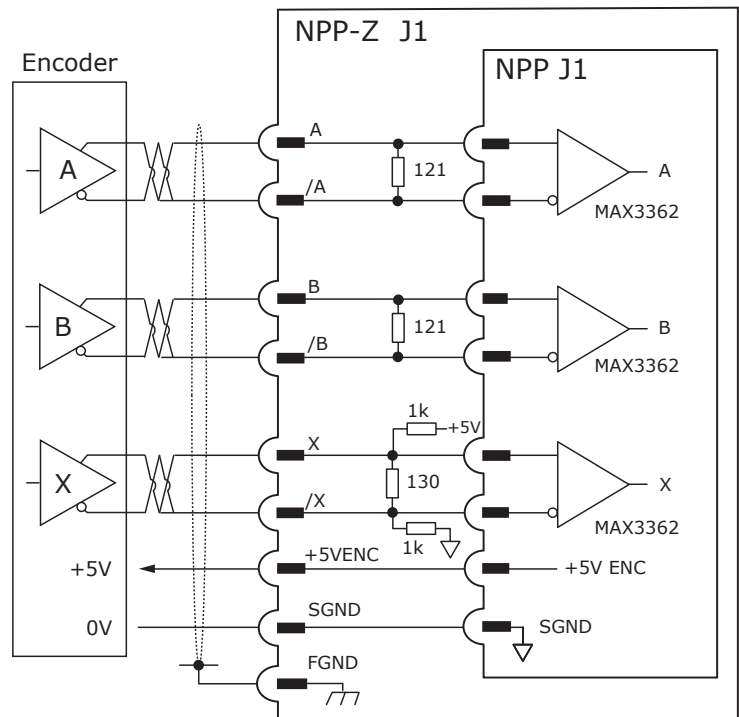 NPP-Z J1
NPP J1
Encoder
A
A
/A
121
A
MAX3362
B
B
/B
121
B
MAX3362
1k
+5V
X
X
/X
130
1k
X
MAX3362
+5V
+5VENC
+5V ENC
0V
SGND
SGND
FGND